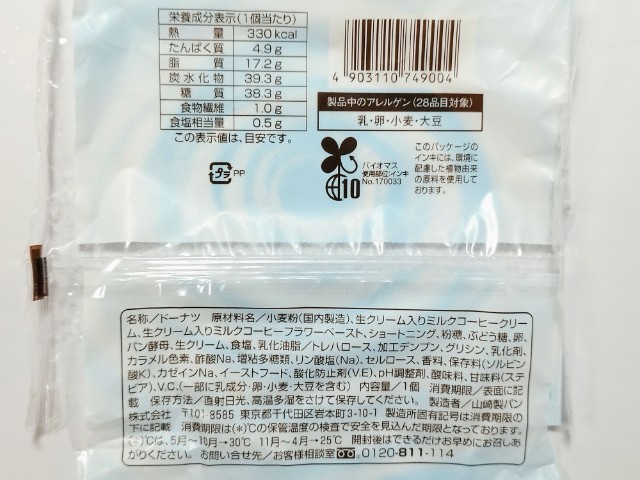 栄養成分表示(1個当たり)
熱量 330kcal
たんぱく質 4.9g
脂質 17.2g
炭水化物 39.3g
糖質 38.3g
食物繊維 1.0g
食塩相当量 0.5g
この表示値は、目安です。
4 903110 749004
製品中のアレルゲン(28品目対象)
乳・卵・小麦・大豆
プラ PP
10
バイオマス
使用部位:インキ
No.170033
このパッケージの
インキには、環境に
配慮した植物由来
の原料を使用して
おります。
名称/ドーナツ 原材料名/小麦粉(国内製造)、生クリーム入りミルクコーヒークリー
ム、生クリーム入りミルクコーヒーフラワーペースト、ショートニング、粉糖、ぶどう糖、卵、
パン酵母、生クリーム、食塩、乳化油脂/トレハロース、加工デンプン、グリシン、乳化剤、
カラメル色素、酢酸Na、増粘多糖類、リン酸塩(Na)、セルロース、香料、保存料(ソルビン
酸K)、カゼインNa、イーストフード、酸化防止剤(V.E)、pH調整剤、酸味料、甘味料(ステ
ビア)、V.C、(一部に乳成分・卵・小麦・大豆を含む) 内容量/1個 消費期限/表面に記
載 保存方法/直射日光、高温多湿をさけて保存してください。 製造者/山崎製パン
株式会社 〒101-8585 東京都千代田区岩本町3-10-1 製造所固有記号は消費期限の
下に記載 消費期限は(*)℃の保管温度の検査で安全を見込んだ期限となっております。
(*)℃は、5月〜10月→30℃ 11月〜4月→25℃ 開封後はできるだけお早めにお召しあ
がりください。 お問い合せ先/お客様相談室 0120-811-114